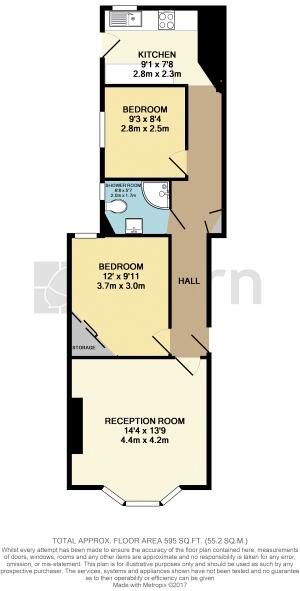 KITCHEN
9'1 x 7'8
2.8m x 2.3m
BEDROOM
9'3 x 8'4
2.8m x 2.5m
SHOWER ROOM
6'6 x 5'7
2.0m x 1.7m
BEDROOM
12' x 9'11
3.7m x 3.0m
HALL
STORAGE
RECEPTION ROOM
14'4 x 13'9
4.4m x 4.2m
TOTAL APPROX. FLOOR AREA 595 SQ.FT. (55.2 SQ.M.)
Whilst every attempt has been made to ensure the accuracy of the floor plan contained here, measurements
of doors, windows, rooms and any other items are approximate and no responsibility is taken for any error,
omission, or mis-statement. This plan is for illustrative purposes only and should be used as such by any
prospective purchaser. The services, systems and appliances shown have not been tested and no guarantee
as to their operability or efficiency can be given
Made with Metropix ©2017